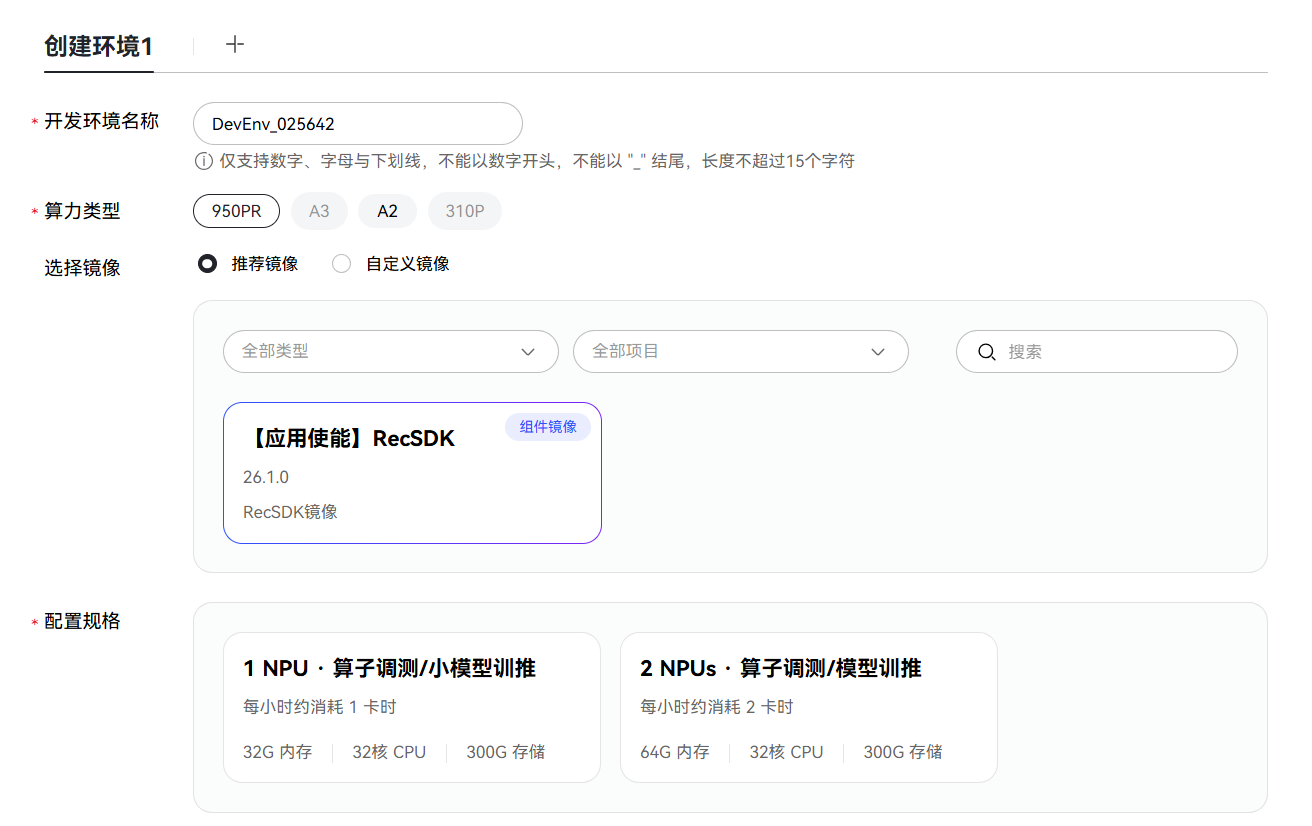 创建环境1
* 开发环境名称
DevEnv_025642
仅支持数字、字母与下划线，不能以数字开头，不能以 "_" 结尾，长度不超过15个字符
* 算力类型
950PR A3 A2 310P
选择镜像
推荐镜像 自定义镜像
全部类型 全部项目 搜索
【应用使能】RecSDK 组件镜像
26.1.0
RecSDK镜像
* 配置规格
1 NPU · 算子调测/小模型训推
每小时约消耗 1 卡时
32G 内存 32核 CPU 300G 存储
2 NPUs · 算子调测/模型训推
每小时约消耗 2 卡时
64G 内存 32核 CPU 300G 存储